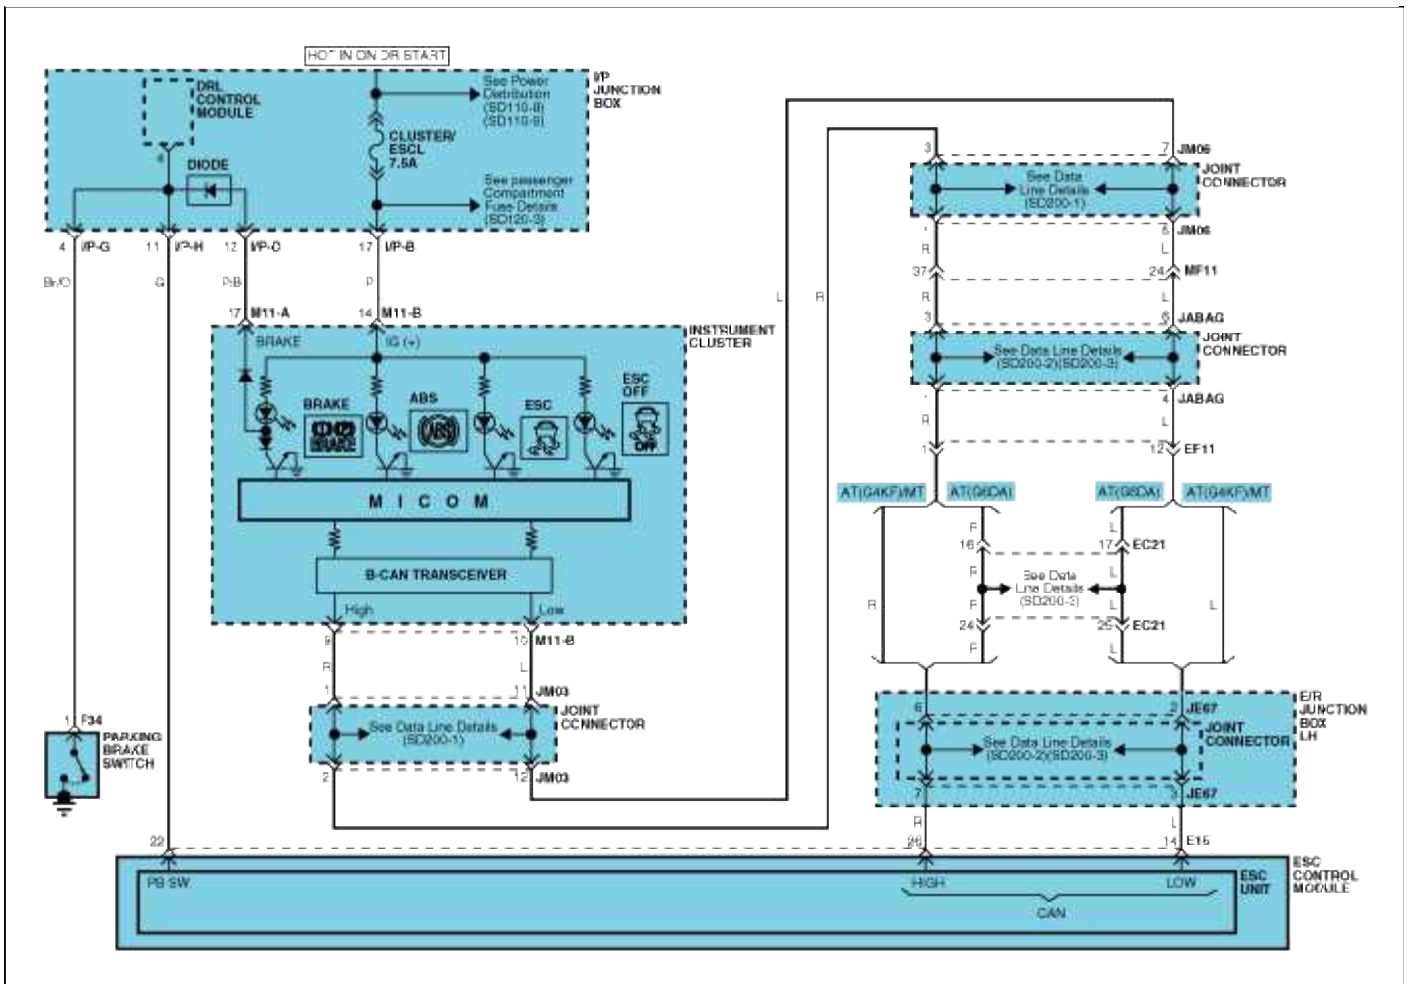 HOT IN ON OR START
I/P
JUNCTION
BOX
DRL
CONTROL
MODULE
See Power
Distribution
(SD110-8)
(SD110-9)
CLUSTER/
ESCL
7.5A
DIODE
See passenger
Compartment
Fuse Details
(SD120-3)
4 I/P-G
11 I/P-H
12
17 I/P-B
Br/O
G
P/B
P
17 M11-A
14 M11-B
BRAKE
IG (+)
INSTRUMENT
CLUSTER
BRAKE
BRAKE
ABS
ABS
ESC
ESC
OFF
OFF
MICOM
B-CAN TRANSCEIVER
High
Low
9
10 M11-B
R
L
1
11 JM03
JOINT
CONNECTOR
See Data Line Details
(SD200-1)
2
12 JM03
1 F34
PARKING
BRAKE
SWITCH
L
R
3
7 JM06
JOINT
CONNECTOR
See Data
Line Details
(SD200-1)
JM06
R
L
37
24 MF11
R
L
3
6 JABAG
JOINT
CONNECTOR
See Data Line Details
(SD200-2)(SD200-3)
4 JABAG
R
L
1
12 EF11
AT(G4KF)/MT
AT(G6DA)
AT(G6DA)
AT(G4KF)/MT
L
16
17 EC21
L
See Data
Line Details
(SD200-3)
R
L
L
24
25 EC21
L
E/R
JUNCTION
BOX
LH
6
2 JE67
JOINT
CONNECTOR
See Data Line Details
(SD200-2)(SD200-3)
7
3 JE67
R
L
22
26
14 E15
PB SW
HIGH
LOW
CAN
ESC
UNIT
ESC
CONTROL
MODULE